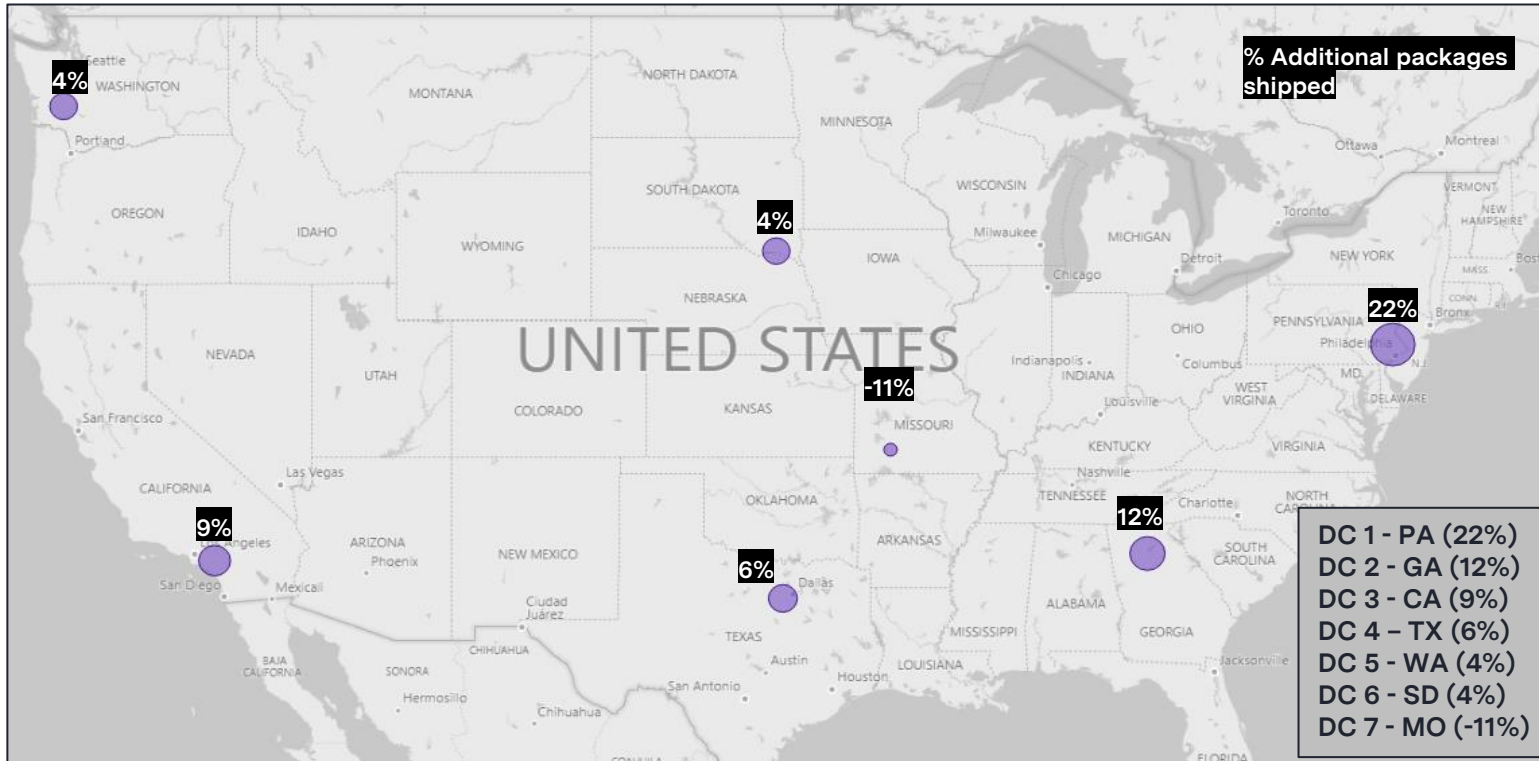 % Additional packages
shipped
Seattle
4%
WASHINGTON
NORTH DAKOTA
MONTANA
MINNESOTA
Portland
Ottawa
Montreal
SOUTH DAKOTA
WISCONSIN
VERMONT
OREGON
4%
Toronto
NEW
HAMPSHIRE
IDAHO
WYOMING
Milwaukee
MICHIGAN
IOWA
NEW YORK
Detroit
MASS.
Bost
Chicago
NEBRASKA
CONN.
R.I.
22%
PENNSYLVANIA
Bronx
OHIO
NEVADA
UNITED STATES
Philadelphia
Indianapolis
INDIANA
Columbus
N.J.
UTAH
MD.
-11%
WEST
VIRGINIA
DELAWARE
COLORADO
KANSAS
San Francisco
MISSOURI
Louisville
KENTUCKY
VIRGINIA
Las Vegas
Nashville
CALIFORNIA
OKLAHOMA
TENNESSEE
Charlotte
NORTH
CAROLINA
9%
12%
Los Angeles
ARIZONA
NEW MEXICO
ARKANSAS
SOUTH
CAROLINA
Phoenix
6%
San Diego
Mexicali
Dallas
Ciudad
Juárez
MISSISSIPPI
ALABAMA
GEORGIA
TEXAS
CHIHUAHUA
BAJA
CALIFORNIA
SONORA
Austin
LOUISIANA
Jacksonville
San Antonio
Houston
Hermosillo
Chihuahua
COAHUILA
FLORIDA
DC 1 - PA (22%)
DC 2 - GA (12%)
DC 3 - CA (9%)
DC 4 – TX (6%)
DC 5 - WA (4%)
DC 6 - SD (4%)
DC 7 - MO (-11%)